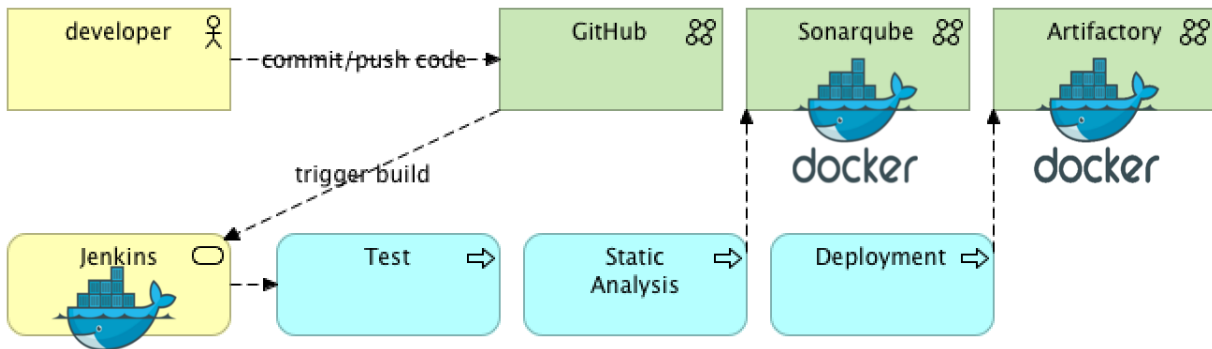 developer
GitHub
Sonarqube
Artifactory
commit/push code
docker
docker
trigger build
Jenkins
Test
Static
Analysis
Deployment